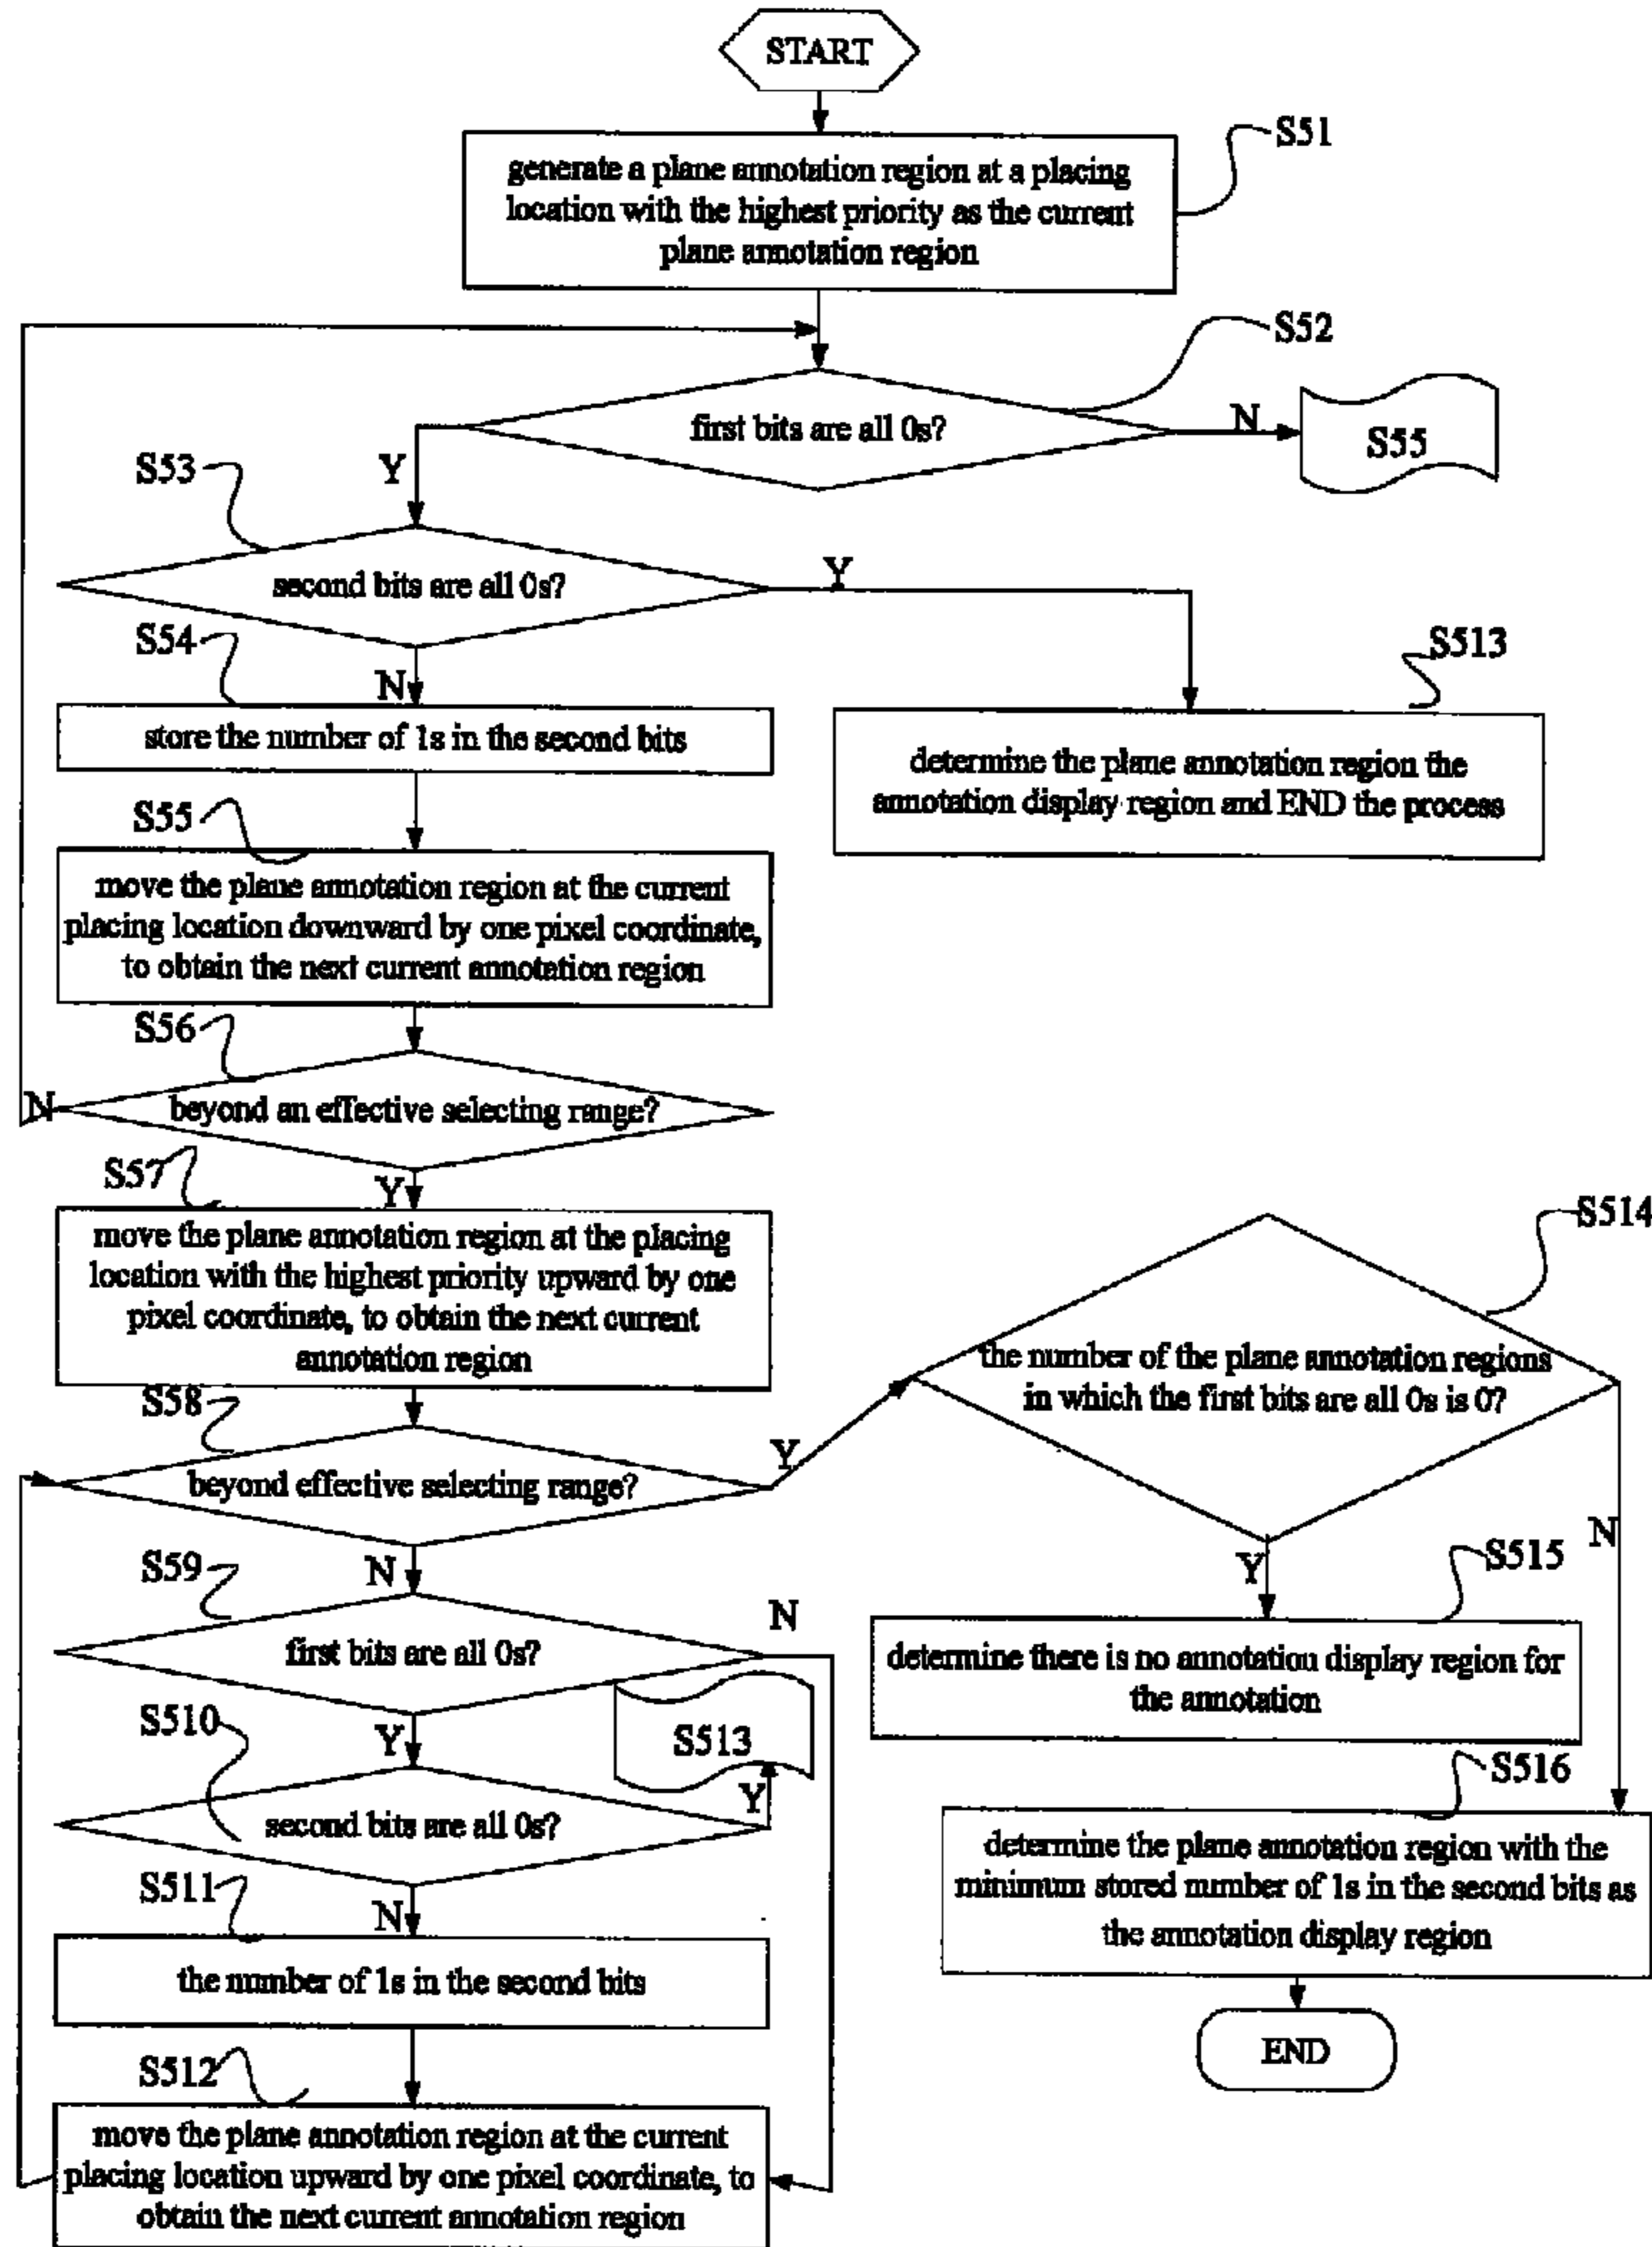 START
S51
generate a plane annotation region at a placing
location with the highest priority as the current
plane annotation region
S52
first bits are all 0s?
N
S55
Y
S53
second bits are all 0s?
Y
S54
N
S513
store the number of 1s in the second bits
determine the plane annotation region the
annotation display region and END the process
S55
move the plane annotation region at the current
placing location downward by one pixel coordinate,
to obtain the next current annotation region
S56
N
beyond an effective selecting range?
S57
Y
move the plane annotation region at the placing
location with the highest priority upward by one
pixel coordinate, to obtain the next current
annotation region
S514
the number of the plane annotation regions
in which the first bits are all 0s is 0?
S58
Y
beyond effective selecting range?
N
Y
N
S515
S59
N
first bits are all 0s?
determine there is no annotation display region for
the annotation
S510
Y
S513
S516
second bits are all 0s?
Y
determine the plane annotation region with the
minimum stored number of 1s in the second bits as
the annotation display region
S511
N
the number of 1s in the second bits
END
S512
move the plane annotation region at the current
placing location upward by one pixel coordinate, to
obtain the next current annotation region